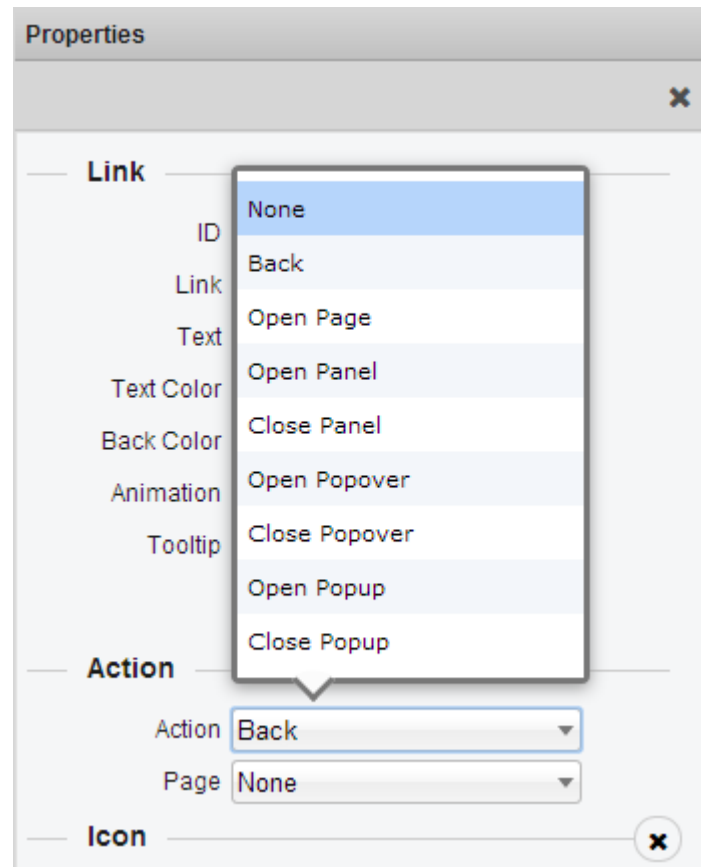 Properties
Link
ID
Link
Text
Text Color
Back Color
Animation
Tooltip
None
Back
Open Page
Open Panel
Close Panel
Open Popover
Close Popover
Open Popup
Close Popup
Action
Action Back
Page None
Icon